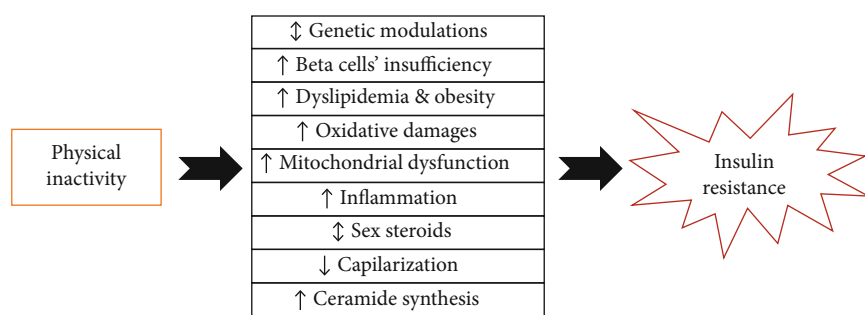 Physical
inactivity
↕ Genetic modulations
↑ Beta cells' insufficiency
↑ Dyslipidemia & obesity
↑ Oxidative damages
↑ Mitochondrial dysfunction
↑ Inflammation
↕ Sex steroids
↓ Capilarization
↑ Ceramide synthesis
Insulin
resistance